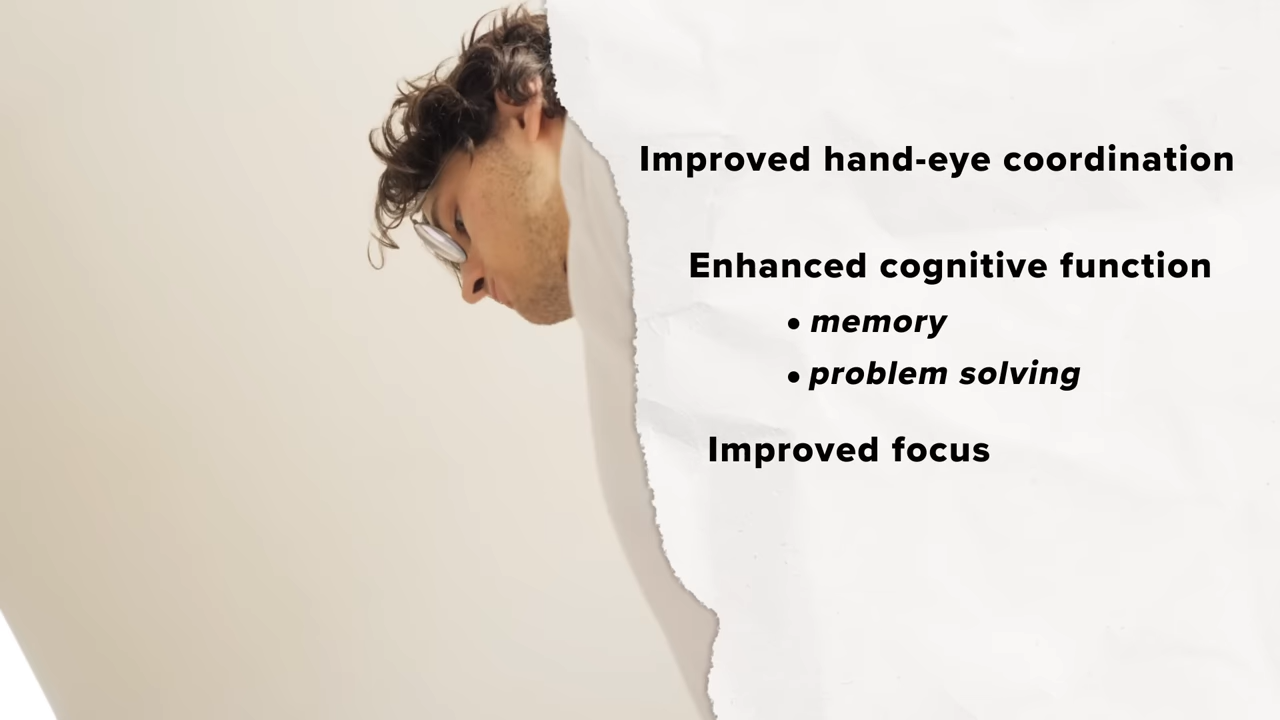 Improved hand-eye coordination
Enhanced cognitive function
• memory
• problem solving
Improved focus